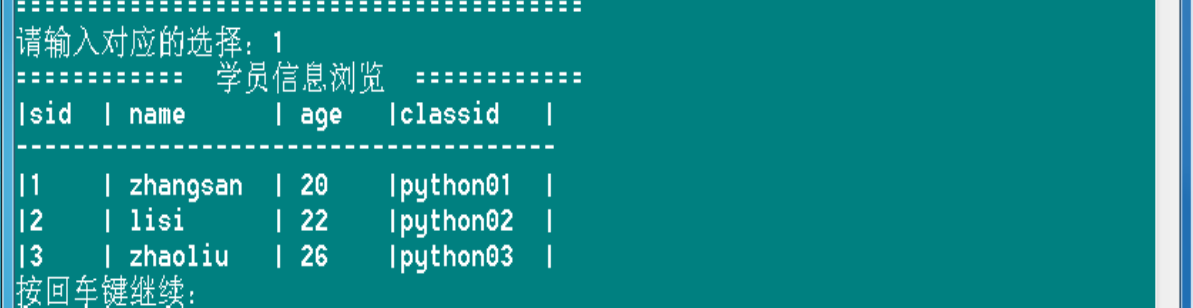 ========================================
请输入对应的选择: 1
============ 学员信息浏览 ============
|sid  | name      | age   |classid   |
--------------------------------------
|1    | zhangsan  | 20    |python01  |
|2    | lisi      | 22    |python02  |
|3    | zhaoliu   | 26    |python03  |
按回车键继续: